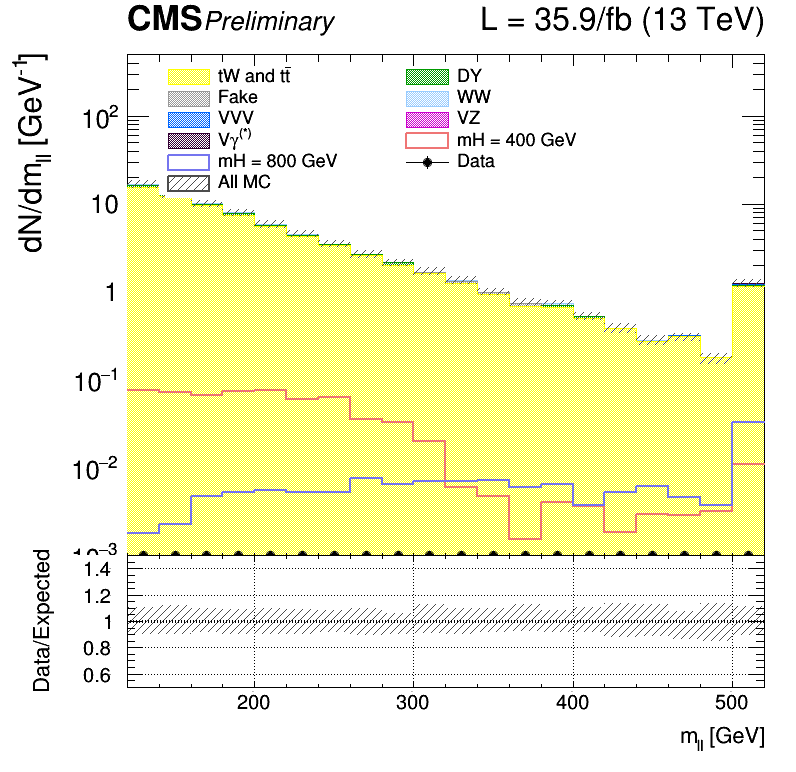 CMS Preliminary L = 35.9/fb (13 TeV)
dN/dm_ll [GeV⁻¹]
tW and tt̄ DY
Fake WW
VVV VZ
Vγ⁽*⁾ mH = 400 GeV
mH = 800 GeV Data
All MC
10²
10
1
10⁻¹
10⁻²
10⁻³
Data/Expected
1.4
1.2
1
0.8
0.6
200 300 400 500
m_ll [GeV]